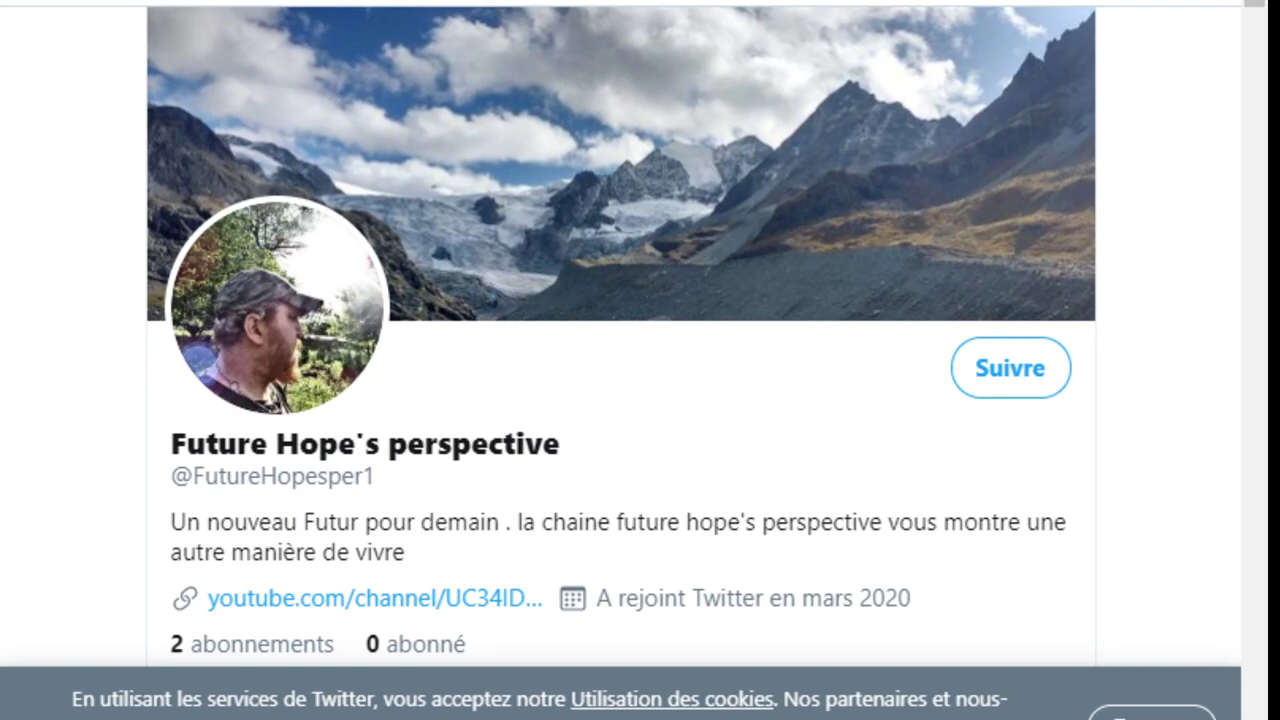 Suivre
Future Hope's perspective
@FutureHopesper1
Un nouveau Futur pour demain . la chaine future hope's perspective vous montre une
autre manière de vivre
youtube.com/channel/UC34ID... A rejoint Twitter en mars 2020
2 abonnements 0 abonné
En utilisant les services de Twitter, vous acceptez notre Utilisation des cookies. Nos partenaires et nous-